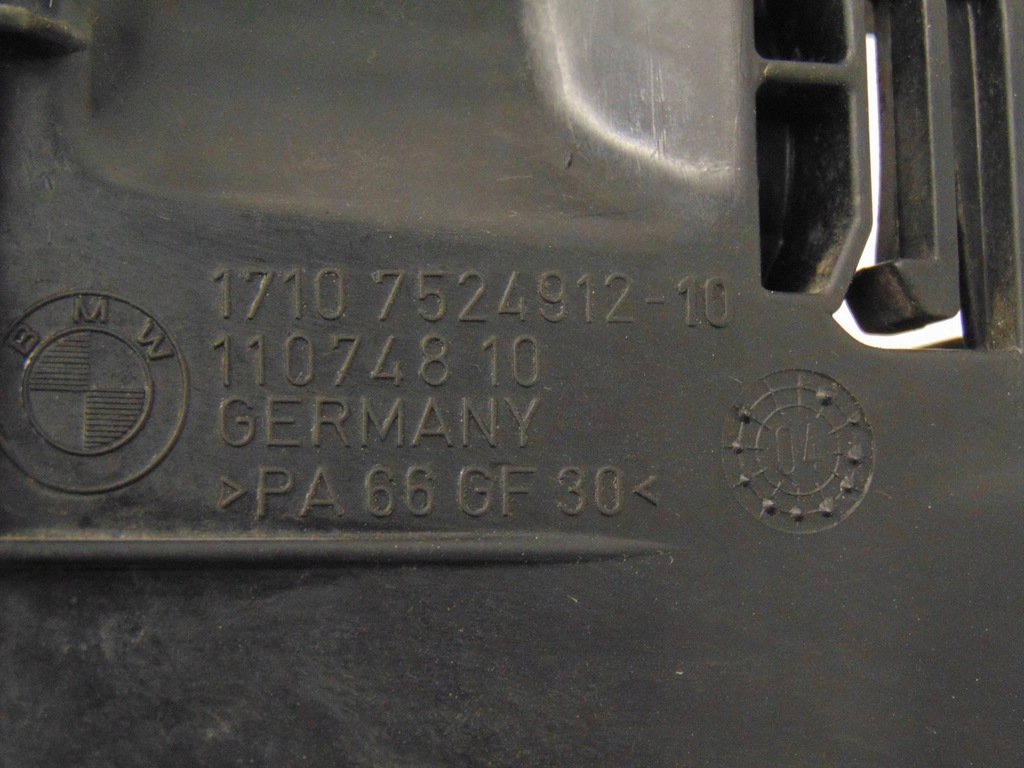 BMW
1710 7524912-10
110748 10
GERMANY
>PA 66 GF 30<
04